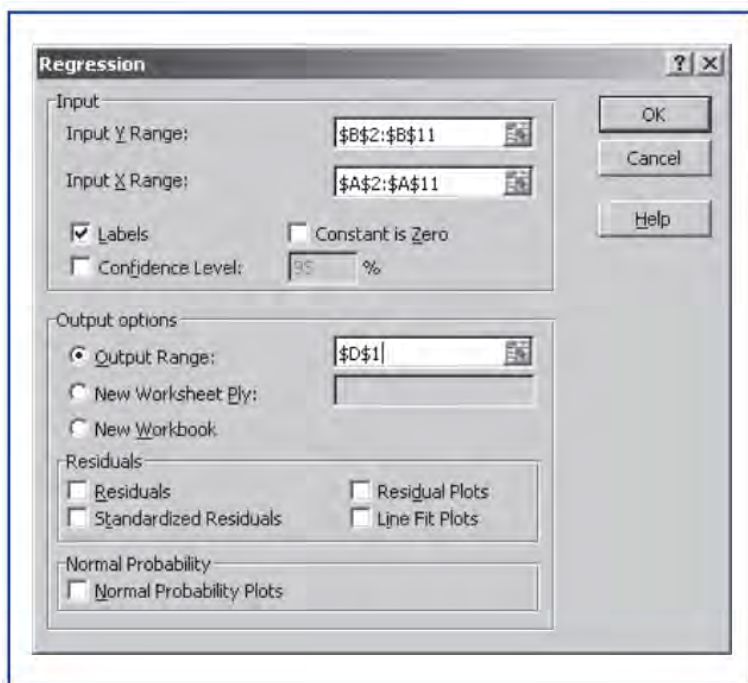 Regression
Input
Input Y Range: $B$2:$B$11
Input X Range: $A$2:$A$11
Labels Constant is Zero
Confidence Level: 95 %
OK
Cancel
Help
Output options
Output Range: $D$1
New Worksheet Ply:
New Workbook
Residuals
Residuals Residual Plots
Standardized Residuals Line Fit Plots
Normal Probability
Normal Probability Plots